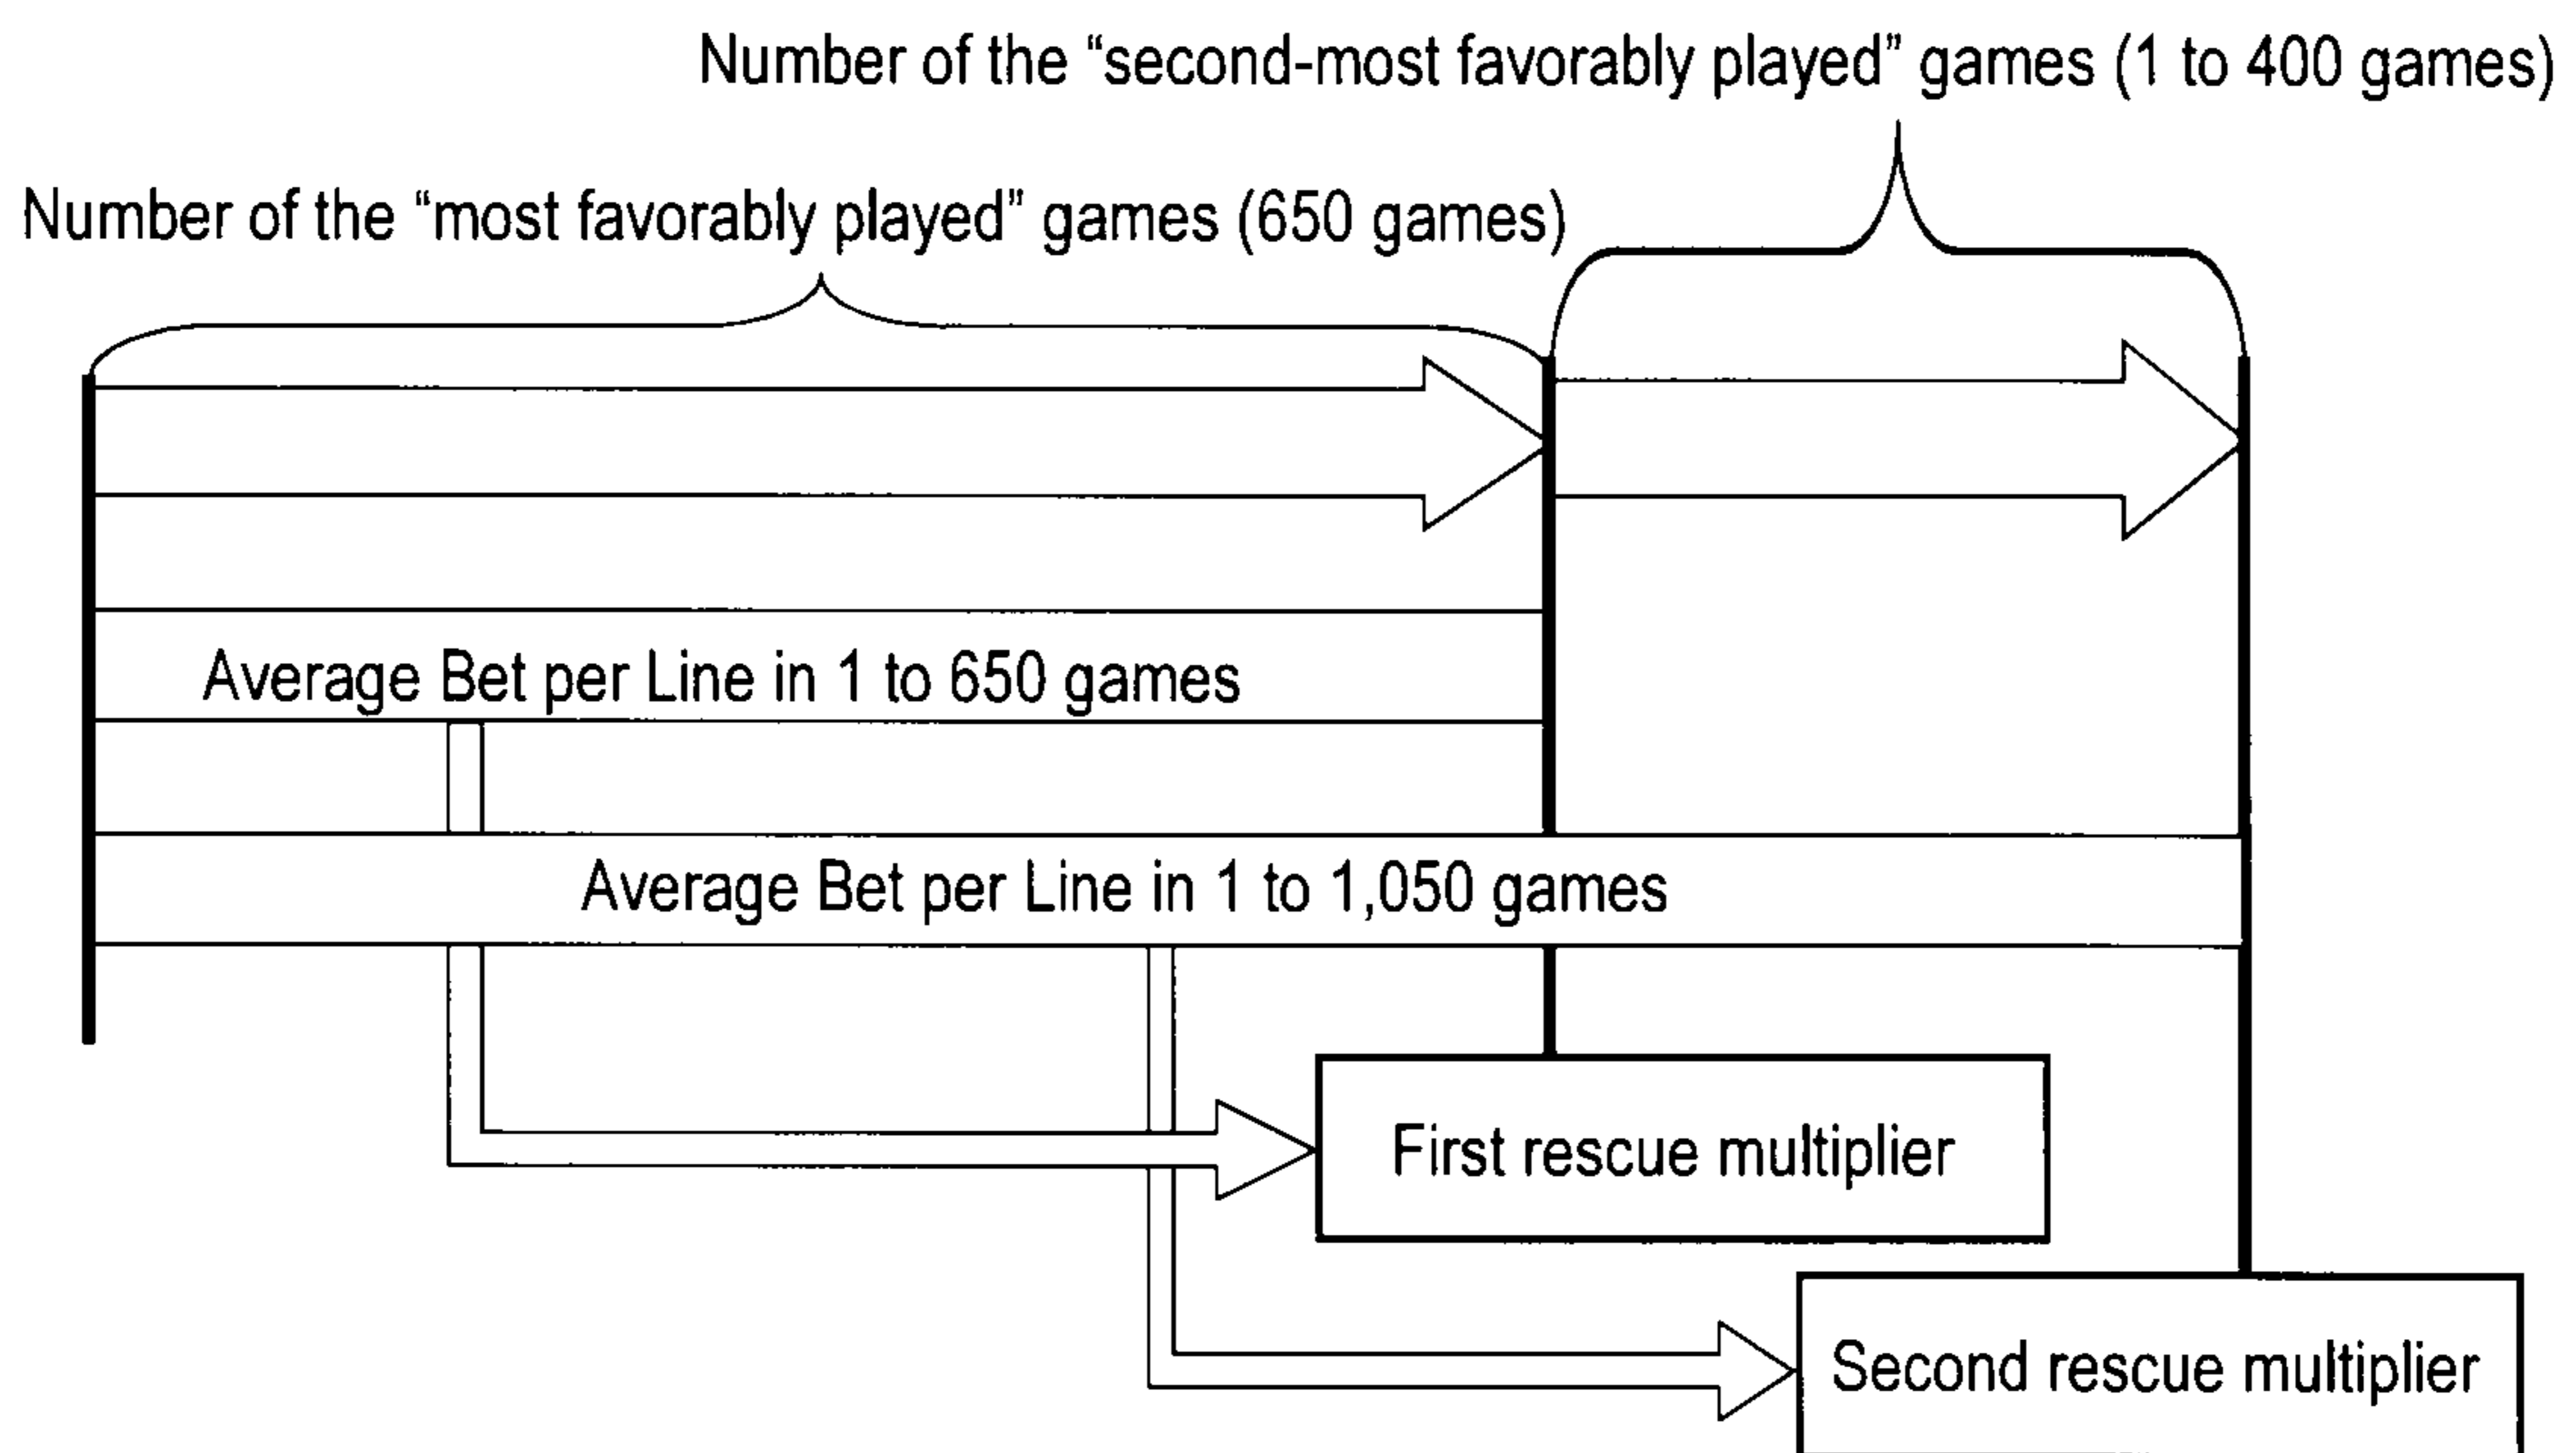 Number of the “second-most favorably played” games (1 to 400 games)
Number of the “most favorably played” games (650 games)
Average Bet per Line in 1 to 650 games
Average Bet per Line in 1 to 1,050 games
First rescue multiplier
Second rescue multiplier